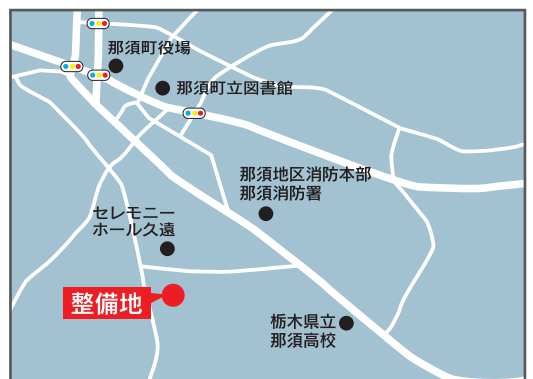 那須町役場
那須町立図書館
那須地区消防本部
那須消防署
セレモニー
ホール久遠
整備地
栃木県立
那須高校